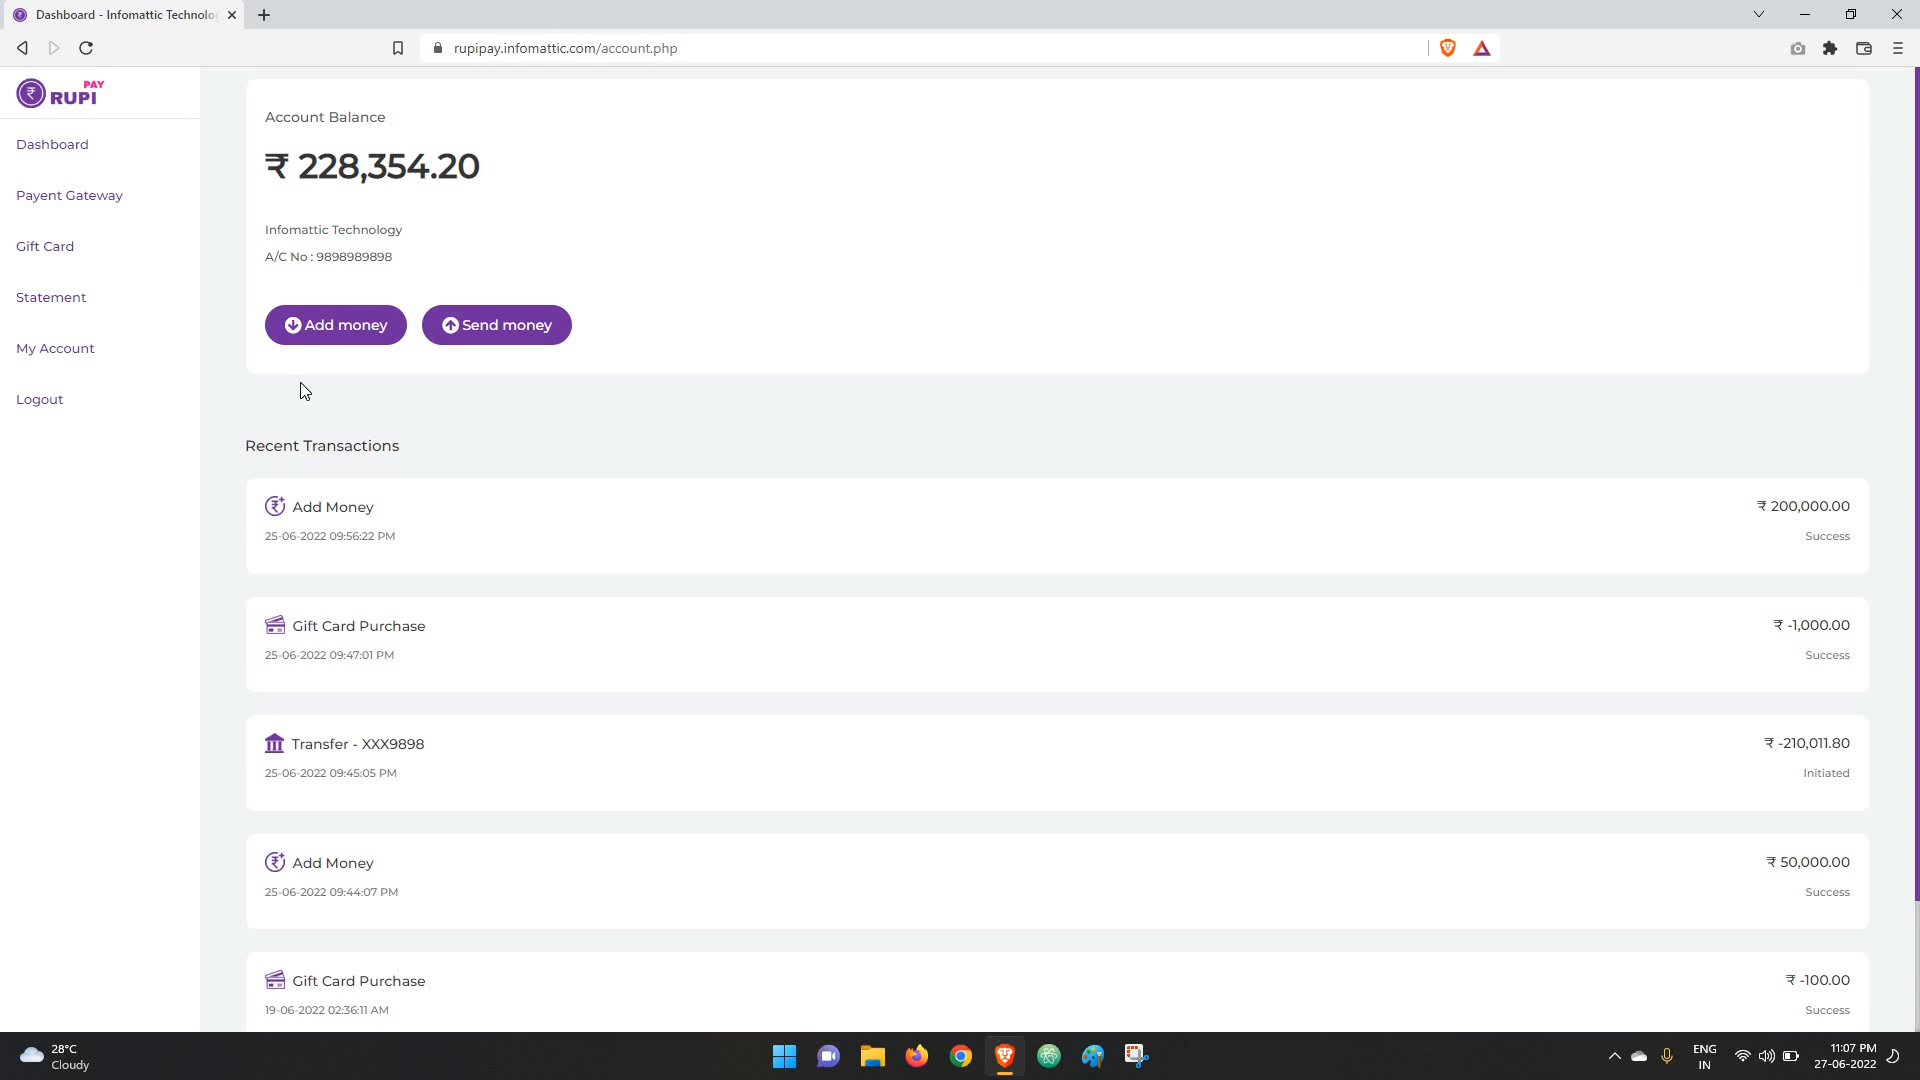 Dashboard - Infomattic Technolo
rupipay.infomattic.com/account.php
RUPI PAY
Dashboard
Payent Gateway
Gift Card
Statement
My Account
Logout
Account Balance
₹ 228,354.20
Infomattic Technology
A/C No : 9898989898
Add money
Send money
Recent Transactions
Add Money
₹ 200,000.00
25-06-2022 09:56:22 PM
Success
Gift Card Purchase
₹ -1,000.00
25-06-2022 09:47:01 PM
Success
Transfer - XXX9898
₹ -210,011.80
25-06-2022 09:45:05 PM
Initiated
Add Money
₹ 50,000.00
25-06-2022 09:44:07 PM
Success
Gift Card Purchase
₹ -100.00
19-06-2022 02:36:11 AM
Success
28°C
Cloudy
ENG
IN
11:07 PM
27-06-2022